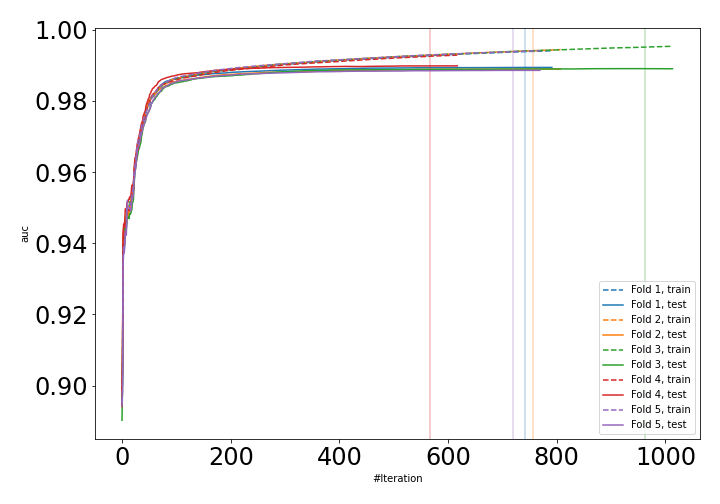 1.00
0.98
0.96
0.94
0.92
0.90
auc
0
200
400
600
800
1000
#Iteration
Fold 1, train
Fold 1, test
Fold 2, train
Fold 2, test
Fold 3, train
Fold 3, test
Fold 4, train
Fold 4, test
Fold 5, train
Fold 5, test